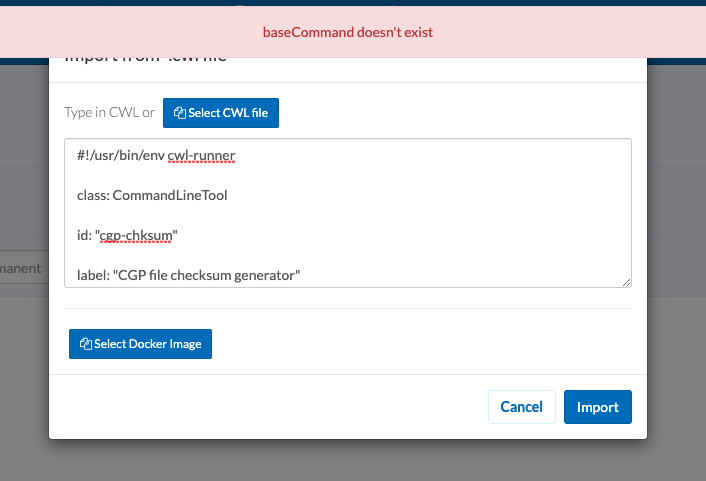 baseCommand doesn't exist
Import from *.cwl file
Type in CWL or Select CWL file
#!/usr/bin/env cwl-runner
class: CommandLineTool
id: "cgp-chksum"
label: "CGP file checksum generator"
manent
Select Docker Image
Cancel Import